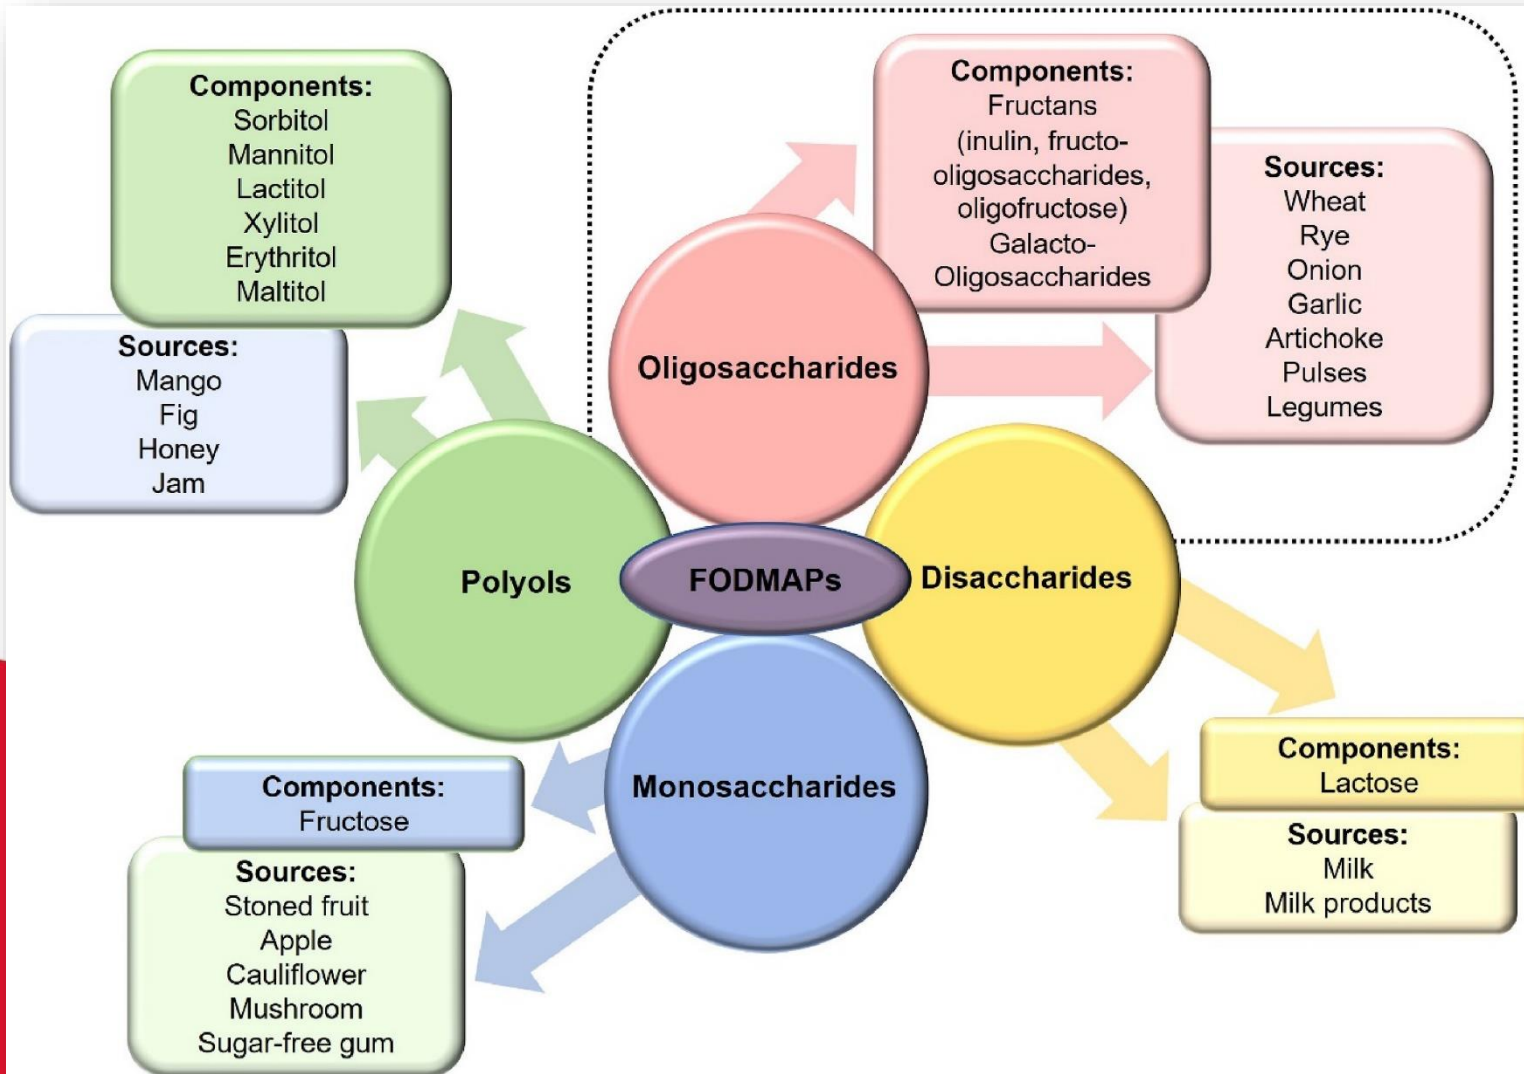 Components:
Sorbitol
Mannitol
Lactitol
Xylitol
Erythritol
Maltitol
Sources:
Mango
Fig
Honey
Jam
Components:
Fructans
(inulin, fructo-
oligosaccharides,
oligofructose)
Galacto-
Oligosaccharides
Sources:
Wheat
Rye
Onion
Garlic
Artichoke
Pulses
Legumes
Oligosaccharides
Polyols
FODMAPs
Disaccharides
Monosaccharides
Components:
Fructose
Sources:
Stoned fruit
Apple
Cauliflower
Mushroom
Sugar-free gum
Components:
Lactose
Sources:
Milk
Milk products